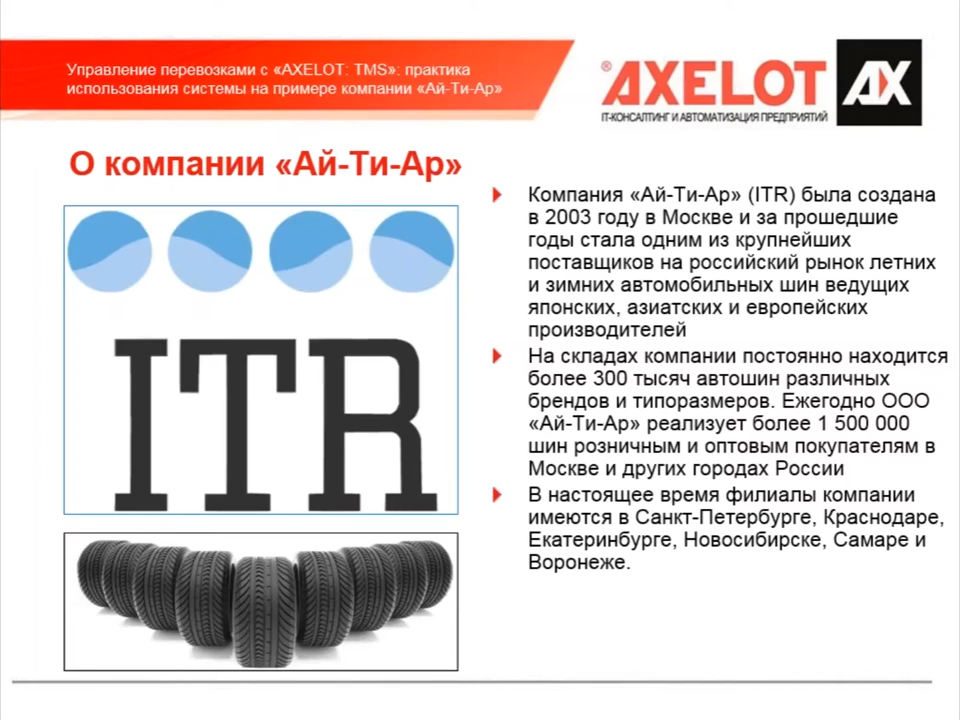 Управление перевозками с «AXELOT: TMS»: практика
использования системы на примере компании «Ай-Ти-Ар»
® AXELOT AX
IT-КОНСАЛТИНГ И АВТОМАТИЗАЦИЯ ПРЕДПРИЯТИЙ
О компании «Ай-Ти-Ар»
ITR
Компания «Ай-Ти-Ар» (ITR) была создана
в 2003 году в Москве и за прошедшие
годы стала одним из крупнейших
поставщиков на российский рынок летних
и зимних автомобильных шин ведущих
японских, азиатских и европейских
производителей
На складах компании постоянно находится
более 300 тысяч автошин различных
брендов и типоразмеров. Ежегодно ООО
«Ай-Ти-Ар» реализует более 1 500 000
шин розничным и оптовым покупателям в
Москве и других городах России
В настоящее время филиалы компании
имеются в Санкт-Петербурге, Краснодаре,
Екатеринбурге, Новосибирске, Самаре и
Воронеже.